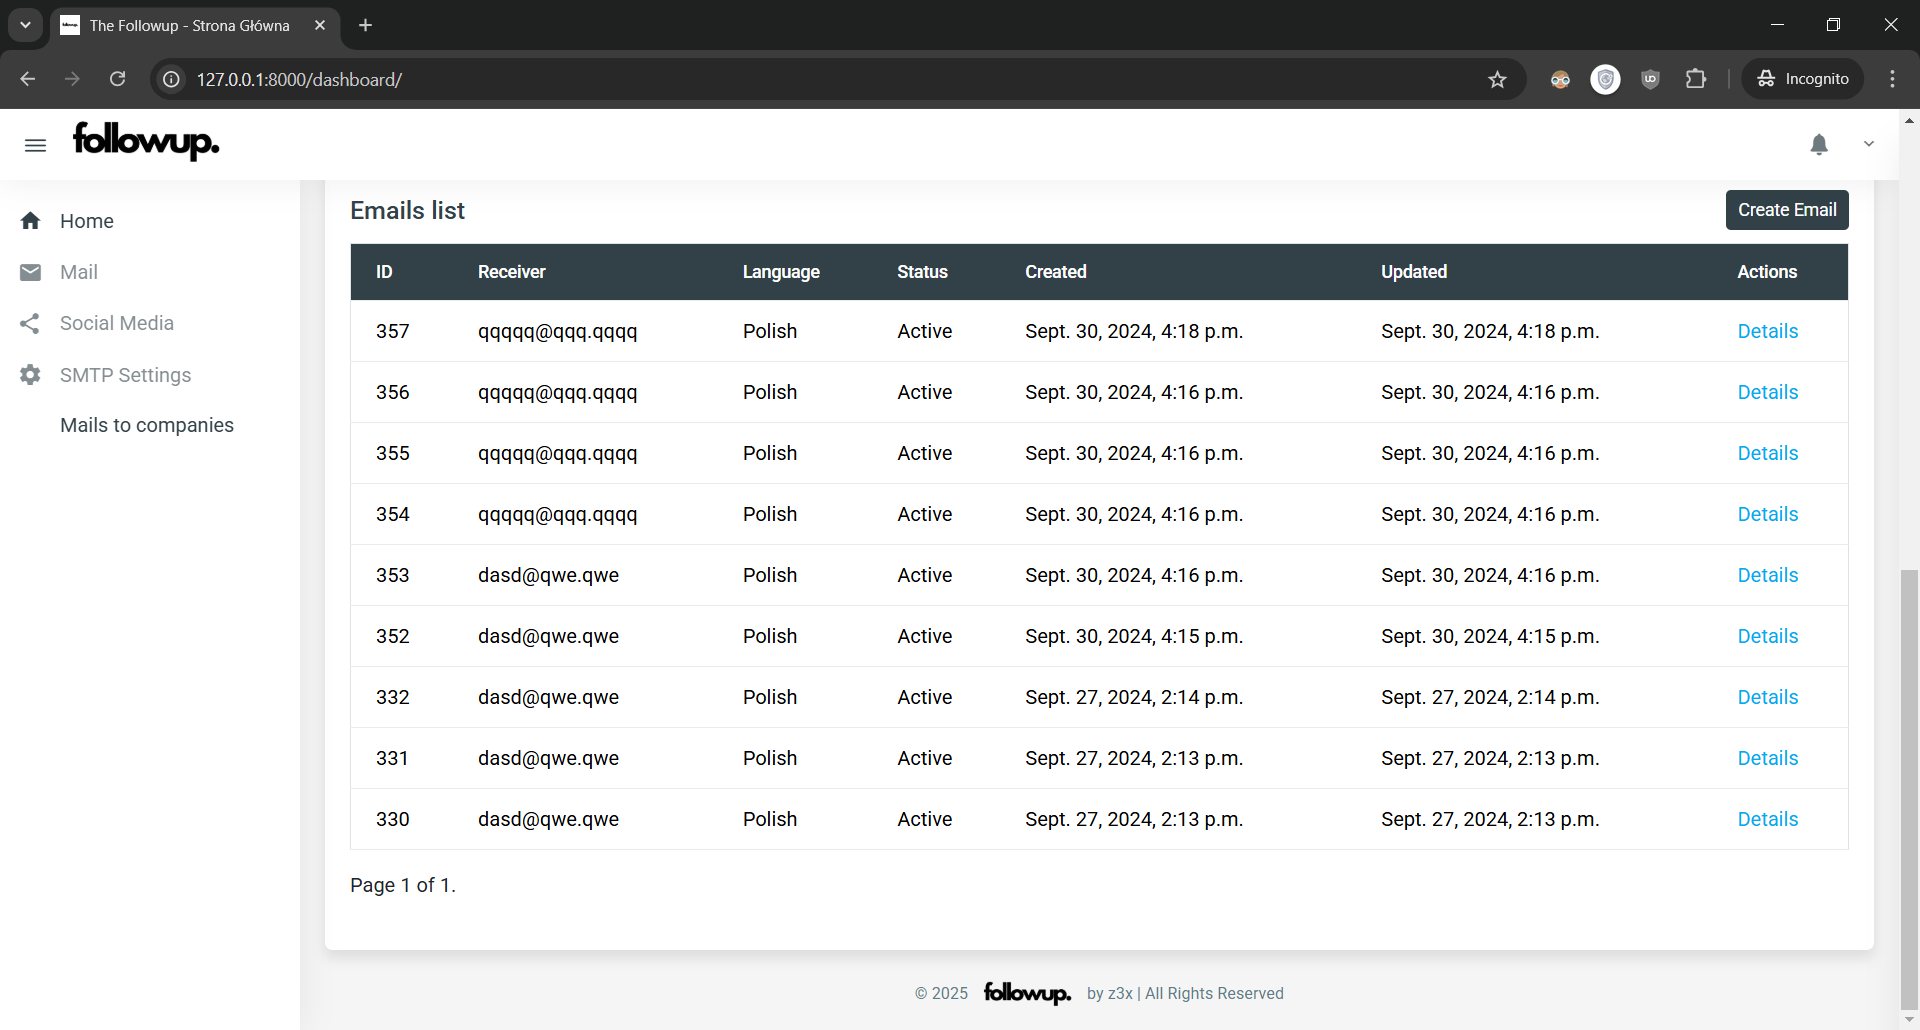 The Followup - Strona Główna
127.0.0.1:8000/dashboard/
Incognito
followup.
Home
Mail
Social Media
SMTP Settings
Mails to companies
Emails list
Create Email
ID Receiver Language Status Created Updated Actions
357 qqqqq@qqq.qqqq Polish Active Sept. 30, 2024, 4:18 p.m. Sept. 30, 2024, 4:18 p.m. Details
356 qqqqq@qqq.qqqq Polish Active Sept. 30, 2024, 4:16 p.m. Sept. 30, 2024, 4:16 p.m. Details
355 qqqqq@qqq.qqqq Polish Active Sept. 30, 2024, 4:16 p.m. Sept. 30, 2024, 4:16 p.m. Details
354 qqqqq@qqq.qqqq Polish Active Sept. 30, 2024, 4:16 p.m. Sept. 30, 2024, 4:16 p.m. Details
353 dasd@qwe.qwe Polish Active Sept. 30, 2024, 4:16 p.m. Sept. 30, 2024, 4:16 p.m. Details
352 dasd@qwe.qwe Polish Active Sept. 30, 2024, 4:15 p.m. Sept. 30, 2024, 4:15 p.m. Details
332 dasd@qwe.qwe Polish Active Sept. 27, 2024, 2:14 p.m. Sept. 27, 2024, 2:14 p.m. Details
331 dasd@qwe.qwe Polish Active Sept. 27, 2024, 2:13 p.m. Sept. 27, 2024, 2:13 p.m. Details
330 dasd@qwe.qwe Polish Active Sept. 27, 2024, 2:13 p.m. Sept. 27, 2024, 2:13 p.m. Details
Page 1 of 1.
© 2025 followup. by z3x | All Rights Reserved